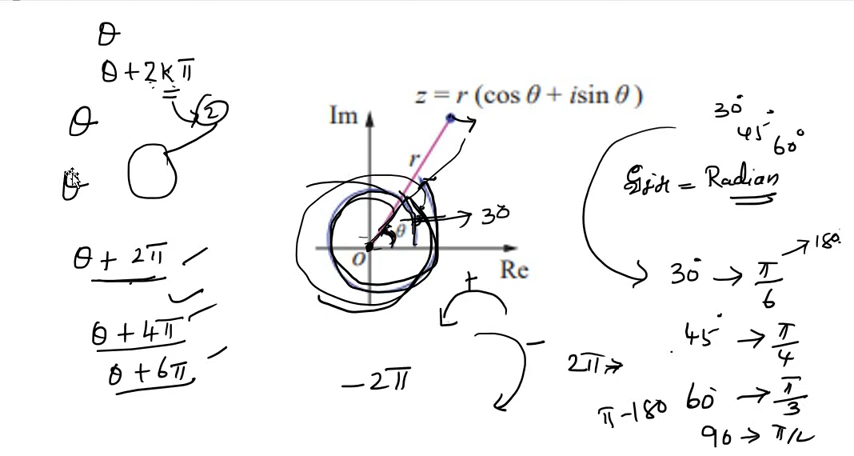 θ
θ+2kπ
2
θ
θ
θ + 2π
θ + 4π
θ + 6π
z = r (cos θ + i sin θ )
Im
r
θ
30
O
Re
+
−
−2π
30°
45°
60°
= Radian
30° → π/6 → 180
45° → π/4
2π ⇒
π − 180
60 → π/3
90 → π/2